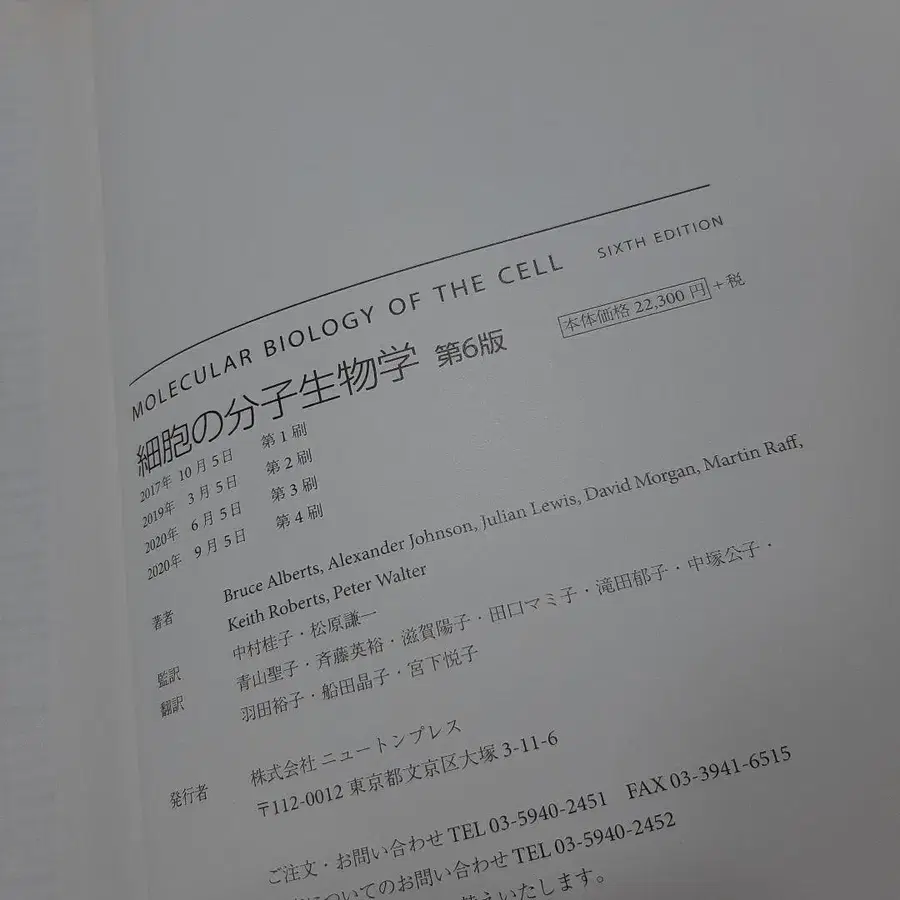 MOLECULAR BIOLOGY OF THE CELL SIXTH EDITION
細胞の分子生物学 第6版 本体価格 22,300 円 +税
2017年 10月5日 第1刷
2019年 3月5日 第2刷
2020年 6月5日 第3刷
2020年 9月5日 第4刷
著者 Bruce Alberts, Alexander Johnson, Julian Lewis, David Morgan, Martin Raff,
Keith Roberts, Peter Walter
監訳 中村桂子・松原謙一
翻訳 青山聖子・斉藤英裕・滋賀陽子・田口マミ子・滝田郁子・中塚公子・
羽田裕子・船田晶子・宮下悦子
発行者 株式会社 ニュートンプレス
〒112-0012 東京都文京区大塚 3-11-6
ご注文・お問い合わせ TEL 03-5940-2451 FAX 03-3941-6515
についてのお問い合わせ TEL 03-5940-2452
えいたします。